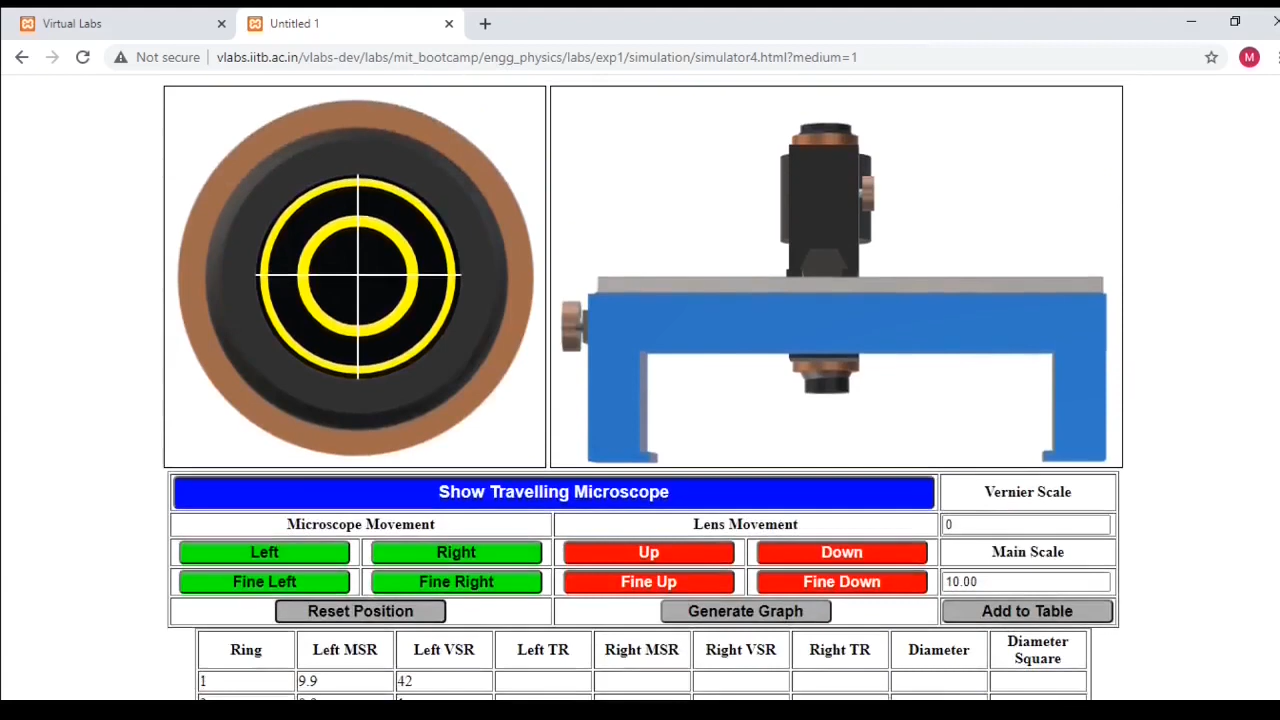 Virtual Labs
Untitled 1
Not secure
vlabs.iitb.ac.in/vlabs-dev/labs/mit_bootcamp/engg_physics/labs/exp1/simulation/simulator4.html?medium=1
M
Show Travelling Microscope
Vernier Scale
Microscope Movement
Lens Movement
0
Left
Right
Up
Down
Main Scale
Fine Left
Fine Right
Fine Up
Fine Down
10.00
Reset Position
Generate Graph
Add to Table
Ring
Left MSR
Left VSR
Left TR
Right MSR
Right VSR
Right TR
Diameter
Diameter
Square
1
9.9
42